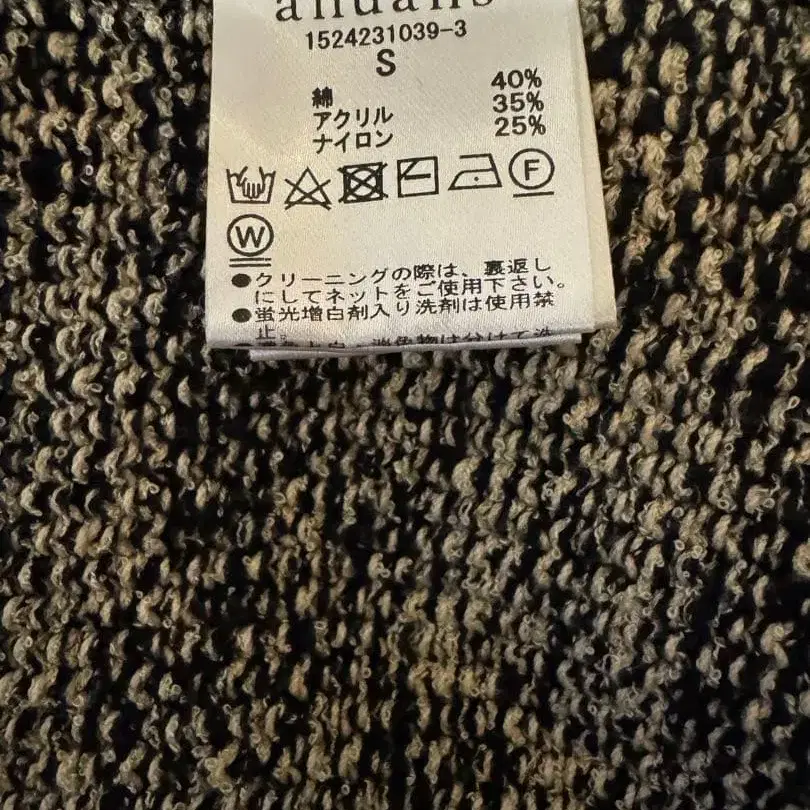 anuans
1524231039-3
S
綿 40%
アクリル 35%
ナイロン 25%
F
W
●クリーニングの際は、裏返し
にしてネットをご使用下さい。
●蛍光増白剤入り洗剤は使用禁
止。